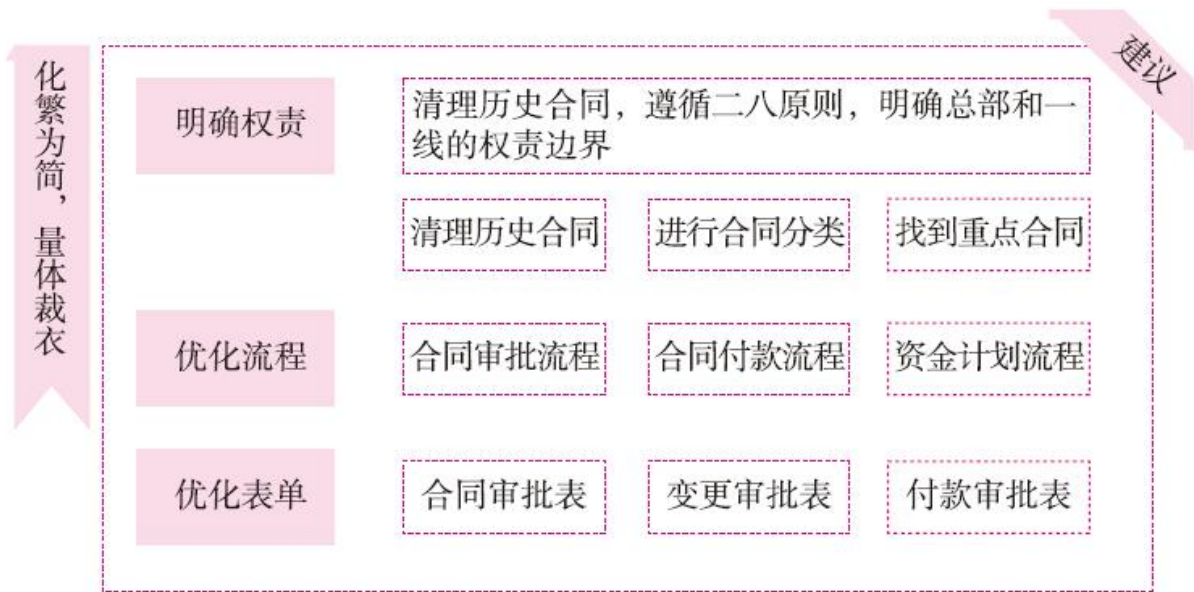 化繁为简，量体裁衣
建议
明确权责
清理历史合同，遵循二八原则，明确总部和一
线的权责边界
清理历史合同
进行合同分类
找到重点合同
优化流程
合同审批流程
合同付款流程
资金计划流程
优化表单
合同审批表
变更审批表
付款审批表